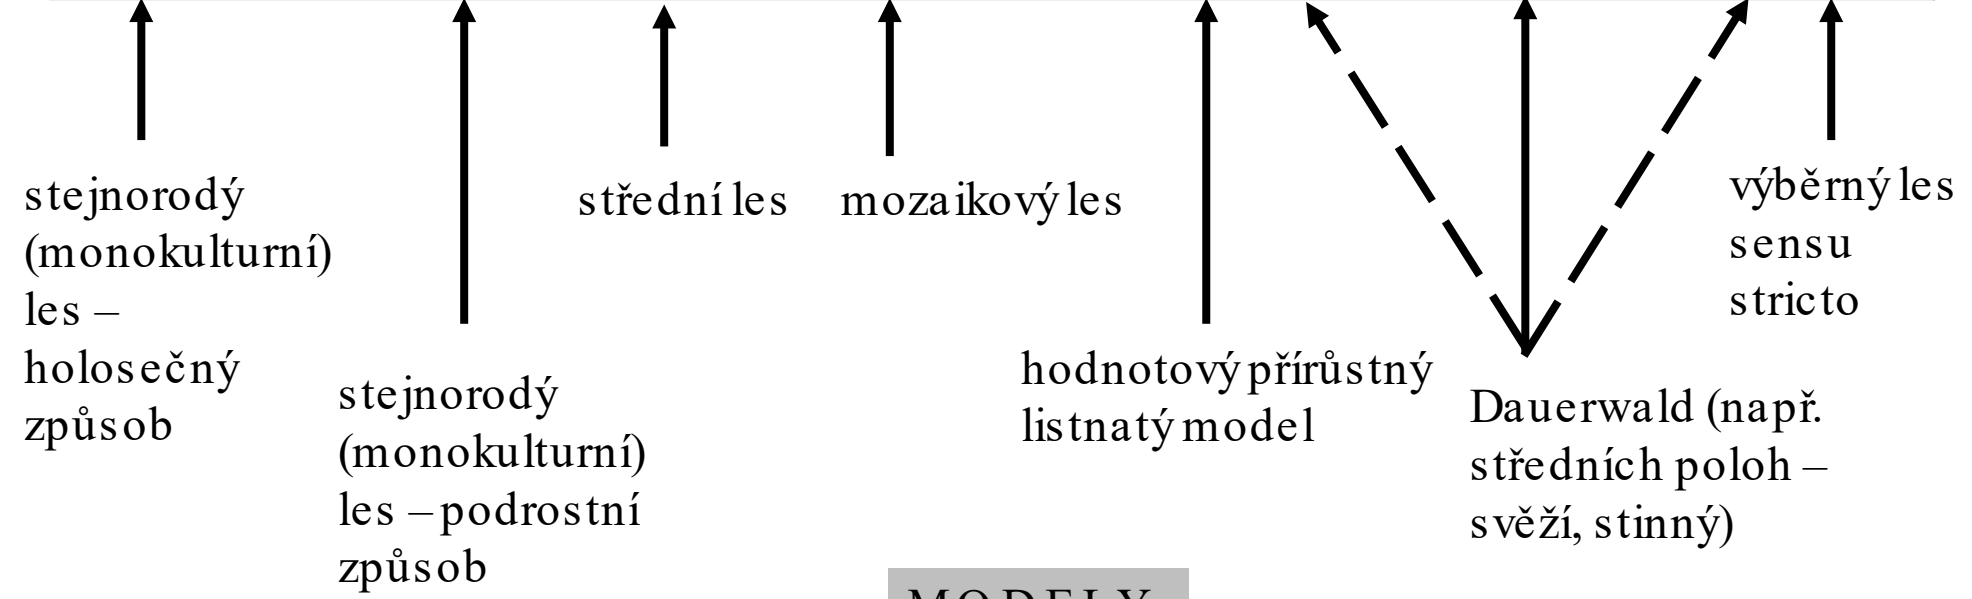 stejnorodý
(monokulturní)
les –
holosečný
způsob
stejnorodý
(monokulturní)
les – podrostní
způsob
střední les
mozaikový les
hodnotový přírůstný
listnatý model
Dauerwald (např.
středních poloh –
svěží, stinný)
výběrný les
sensu
stricto
MODELY